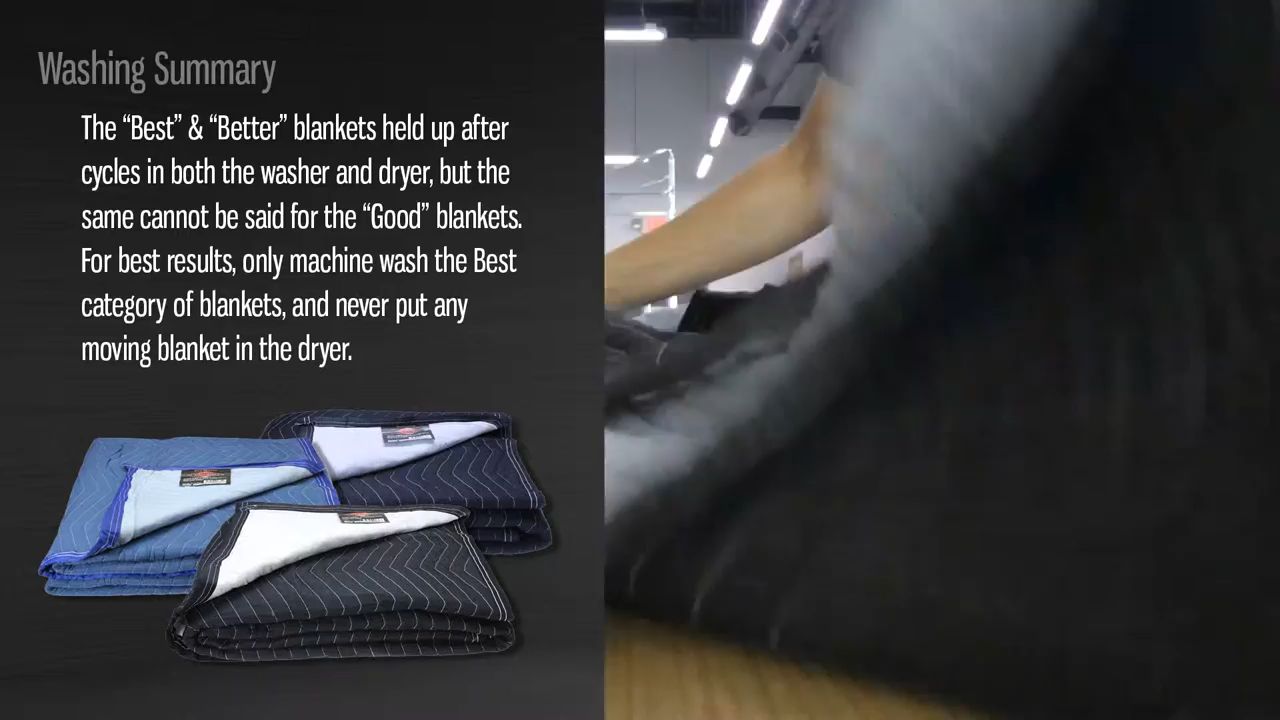 Washing Summary
The “Best” & “Better” blankets held up after
cycles in both the washer and dryer, but the
same cannot be said for the “Good” blankets.
For best results, only machine wash the Best
category of blankets, and never put any
moving blanket in the dryer.